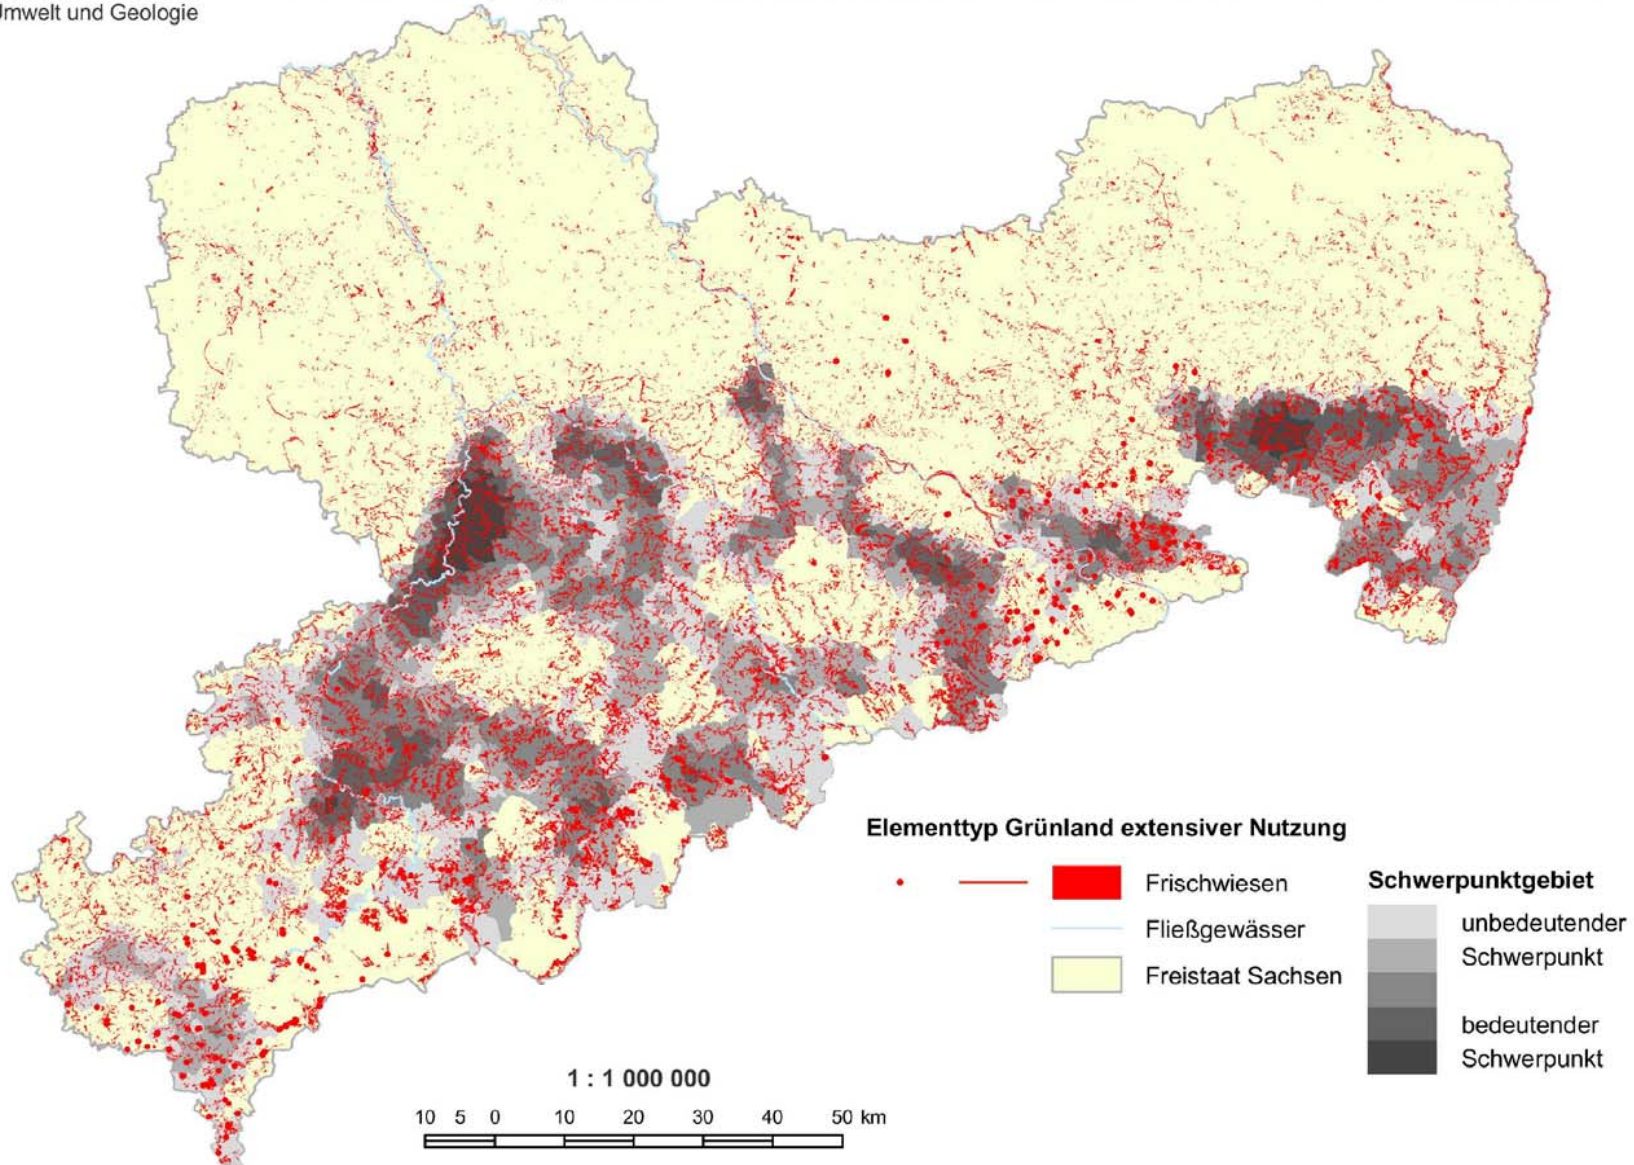 Umwelt und Geologie
Elementtyp Grünland extensiver Nutzung
Frischwiesen
Fließgewässer
Freistaat Sachsen
Schwerpunktgebiet
unbedeutender
Schwerpunkt
bedeutender
Schwerpunkt
1 : 1 000 000
10 5 0 10 20 30 40 50 km